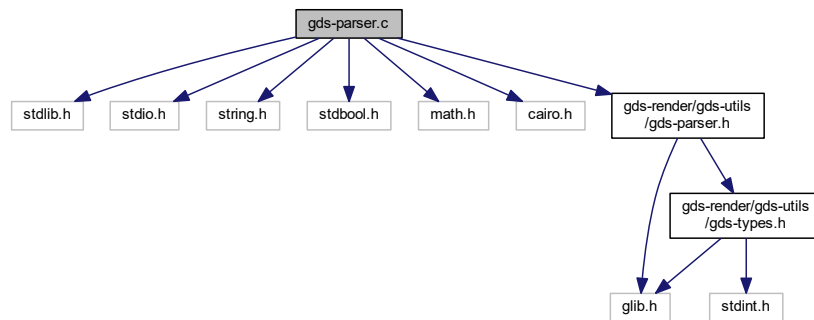 gds-parser.c
stdlib.h
stdio.h
string.h
stdbool.h
math.h
cairo.h
gds-render/gds-utils
/gds-parser.h
gds-render/gds-utils
/gds-types.h
glib.h
stdint.h